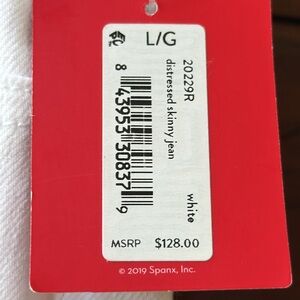 L/G
20229R
distressed skinny jean
white
8 43953 30837 9
MSRP $128.00
© 2019 Spanx, Inc.